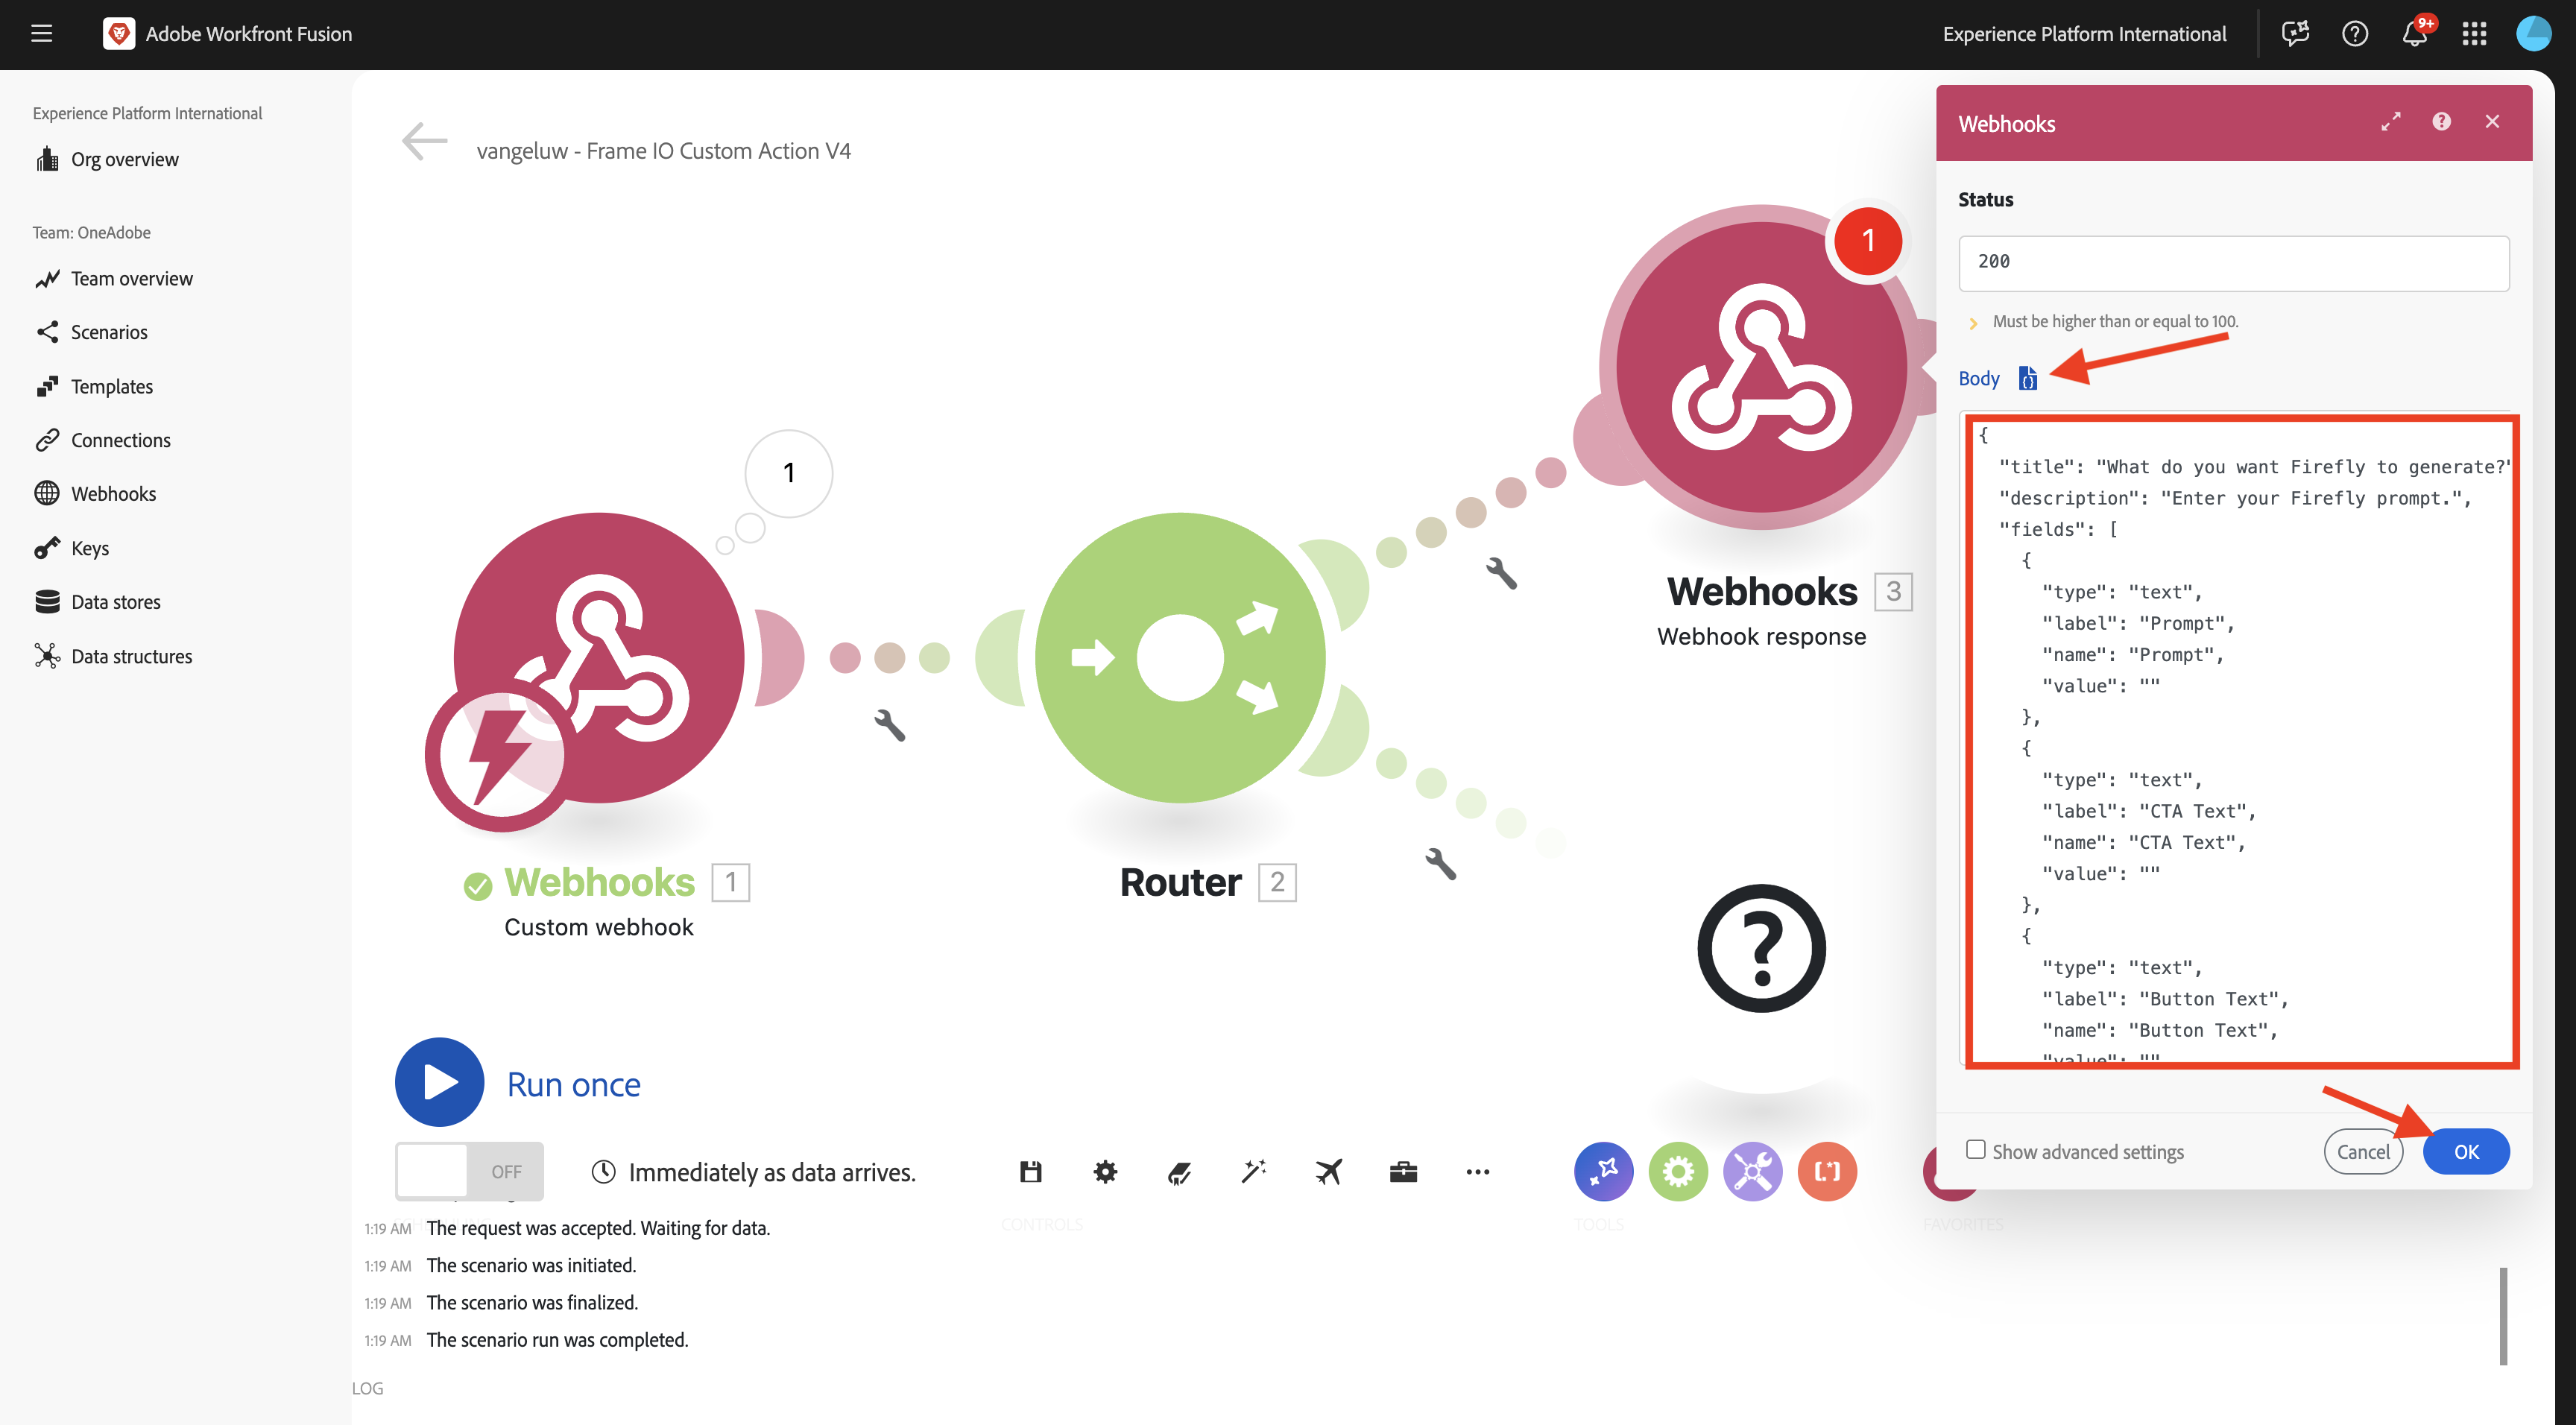 Adobe Workfront Fusion
Experience Platform International
9+
Experience Platform International
Org overview
Team: OneAdobe
Team overview
Scenarios
Templates
Connections
Webhooks
Keys
Data stores
Data structures
vangeluw - Frame IO Custom Action V4
1
Webhooks 1
Custom webhook
Router 2
1
Webhooks 3
Webhook response
?
Run once
OFF
Immediately as data arrives.
CONTROLS
TOOLS
FAVORITES
1:19 AM The request was accepted. Waiting for data.
1:19 AM The scenario was initiated.
1:19 AM The scenario was finalized.
1:19 AM The scenario run was completed.
LOG
Webhooks
Status
200
Must be higher than or equal to 100.
Body
{
"title": "What do you want Firefly to generate?"
"description": "Enter your Firefly prompt.",
"fields": [
{
"type": "text",
"label": "Prompt",
"name": "Prompt",
"value": ""
},
{
"type": "text",
"label": "CTA Text",
"name": "CTA Text",
"value": ""
},
{
"type": "text",
"label": "Button Text",
"name": "Button Text",
"value": ""
Show advanced settings
Cancel
OK